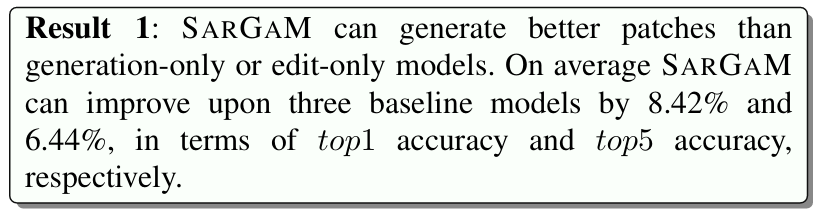 Result 1: SARGAM can generate better patches than
generation-only or edit-only models. On average SARGAM
can improve upon three baseline models by 8.42% and
6.44%, in terms of top1 accuracy and top5 accuracy,
respectively.